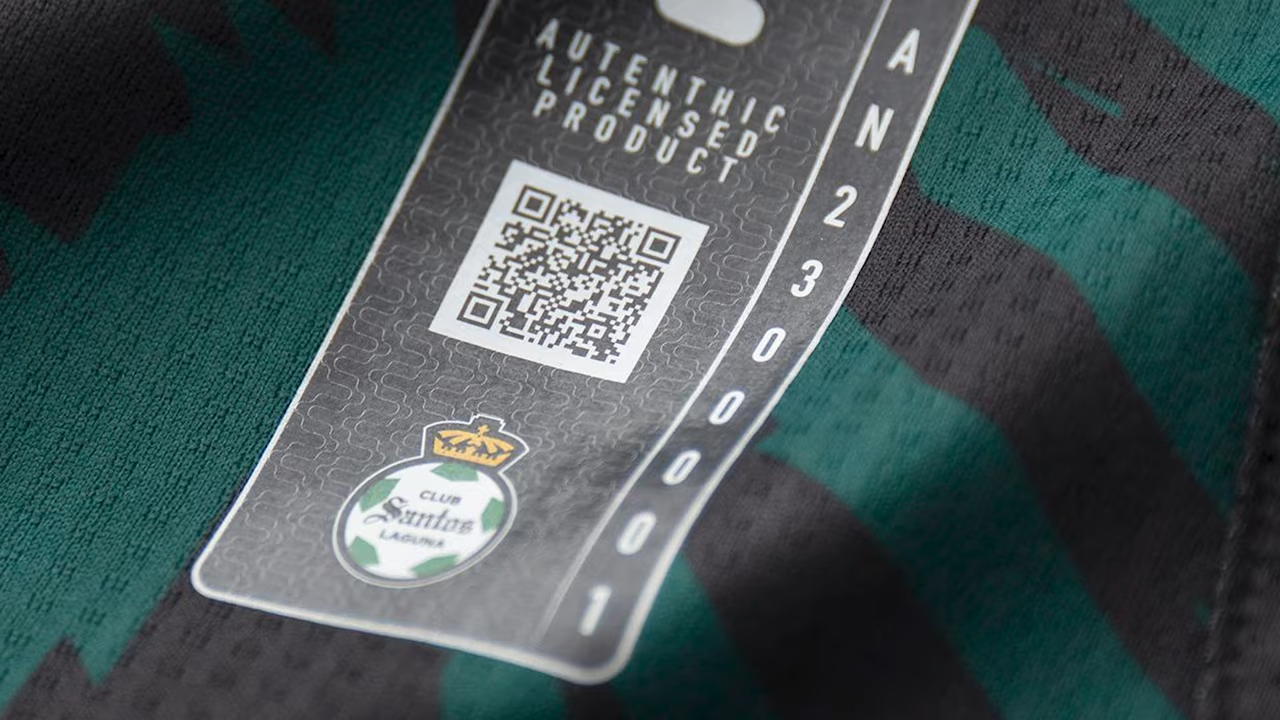 AUTENTHIC
LICENSED
PRODUCT
CLUB
Santos
LAGUNA
AN2300001